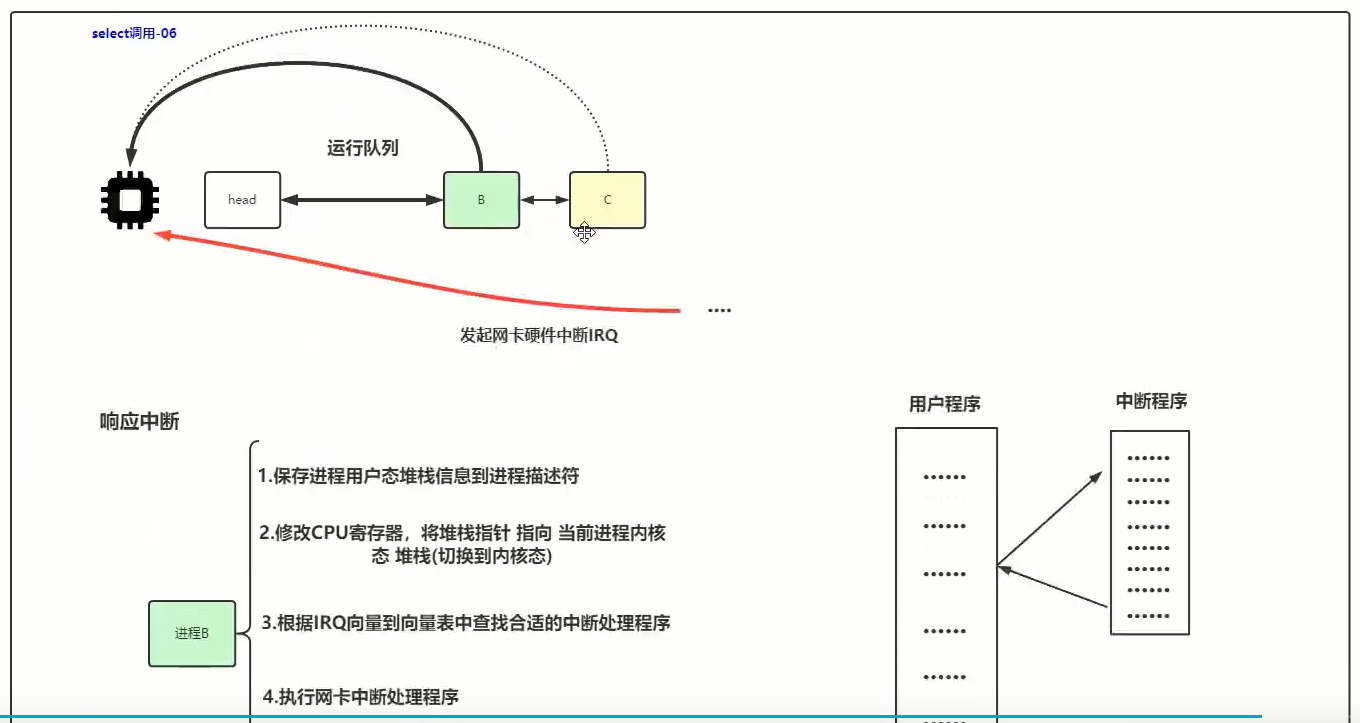 select调用-06
运行队列
head
B
C
....
发起网卡硬件中断IRQ
响应中断
用户程序
中断程序
1.保存进程用户态堆栈信息到进程描述符
2.修改CPU寄存器，将堆栈指针 指向 当前进程内核
态 堆栈(切换到内核态)
进程B
3.根据IRQ向量到向量表中查找合适的中断处理程序
4.执行网卡中断处理程序
......
......
......
......
......
......
......
......
......
......
......
......
......